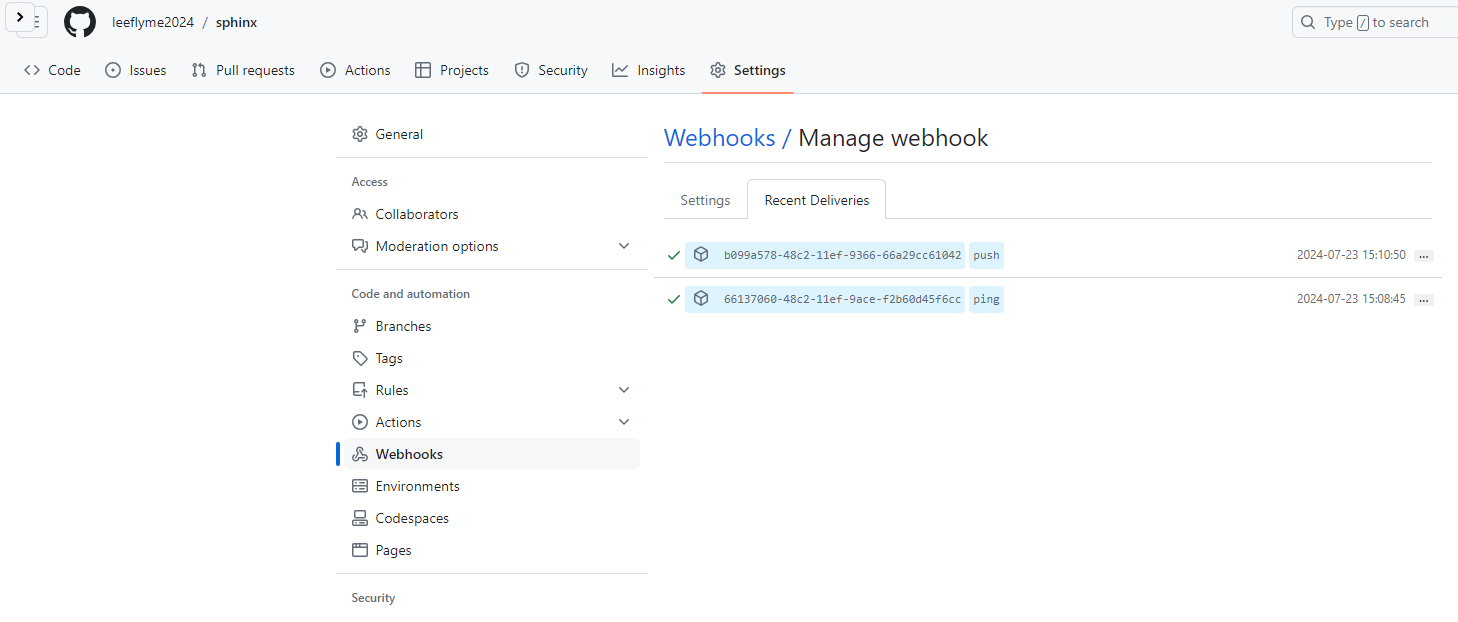 leeflyme2024 / sphinx
Type / to search
Code Issues Pull requests Actions Projects Security Insights Settings
General
Access
Collaborators
Moderation options
Code and automation
Branches
Tags
Rules
Actions
Webhooks
Environments
Codespaces
Pages
Security
Webhooks / Manage webhook
Settings Recent Deliveries
b099a578-48c2-11ef-9366-66a29cc61042 push 2024-07-23 15:10:50 ...
66137060-48c2-11ef-9ace-f2b60d45f6cc ping 2024-07-23 15:08:45 ...